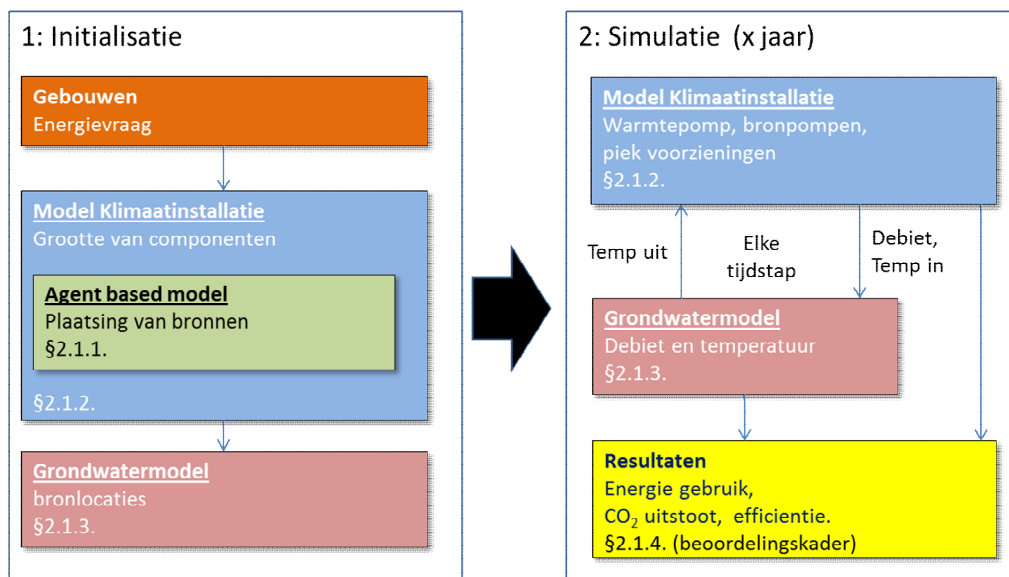 1: Initialisatie
Gebouwen
Energievraag
Model Klimaatinstallatie
Grootte van componenten
Agent based model
Plaatsing van bronnen
§2.1.1.
§2.1.2.
Grondwatermodel
bronlocaties
§2.1.3.
2: Simulatie (x jaar)
Model Klimaatinstallatie
Warmtepomp, bronpompen,
piek voorzieningen
§2.1.2.
Temp uit
Elke
tijdstap
Debiet,
Temp in
Grondwatermodel
Debiet en temperatuur
§2.1.3.
Resultaten
Energie gebruik,
CO₂ uitstoot, efficientie.
§2.1.4. (beoordelingskader)